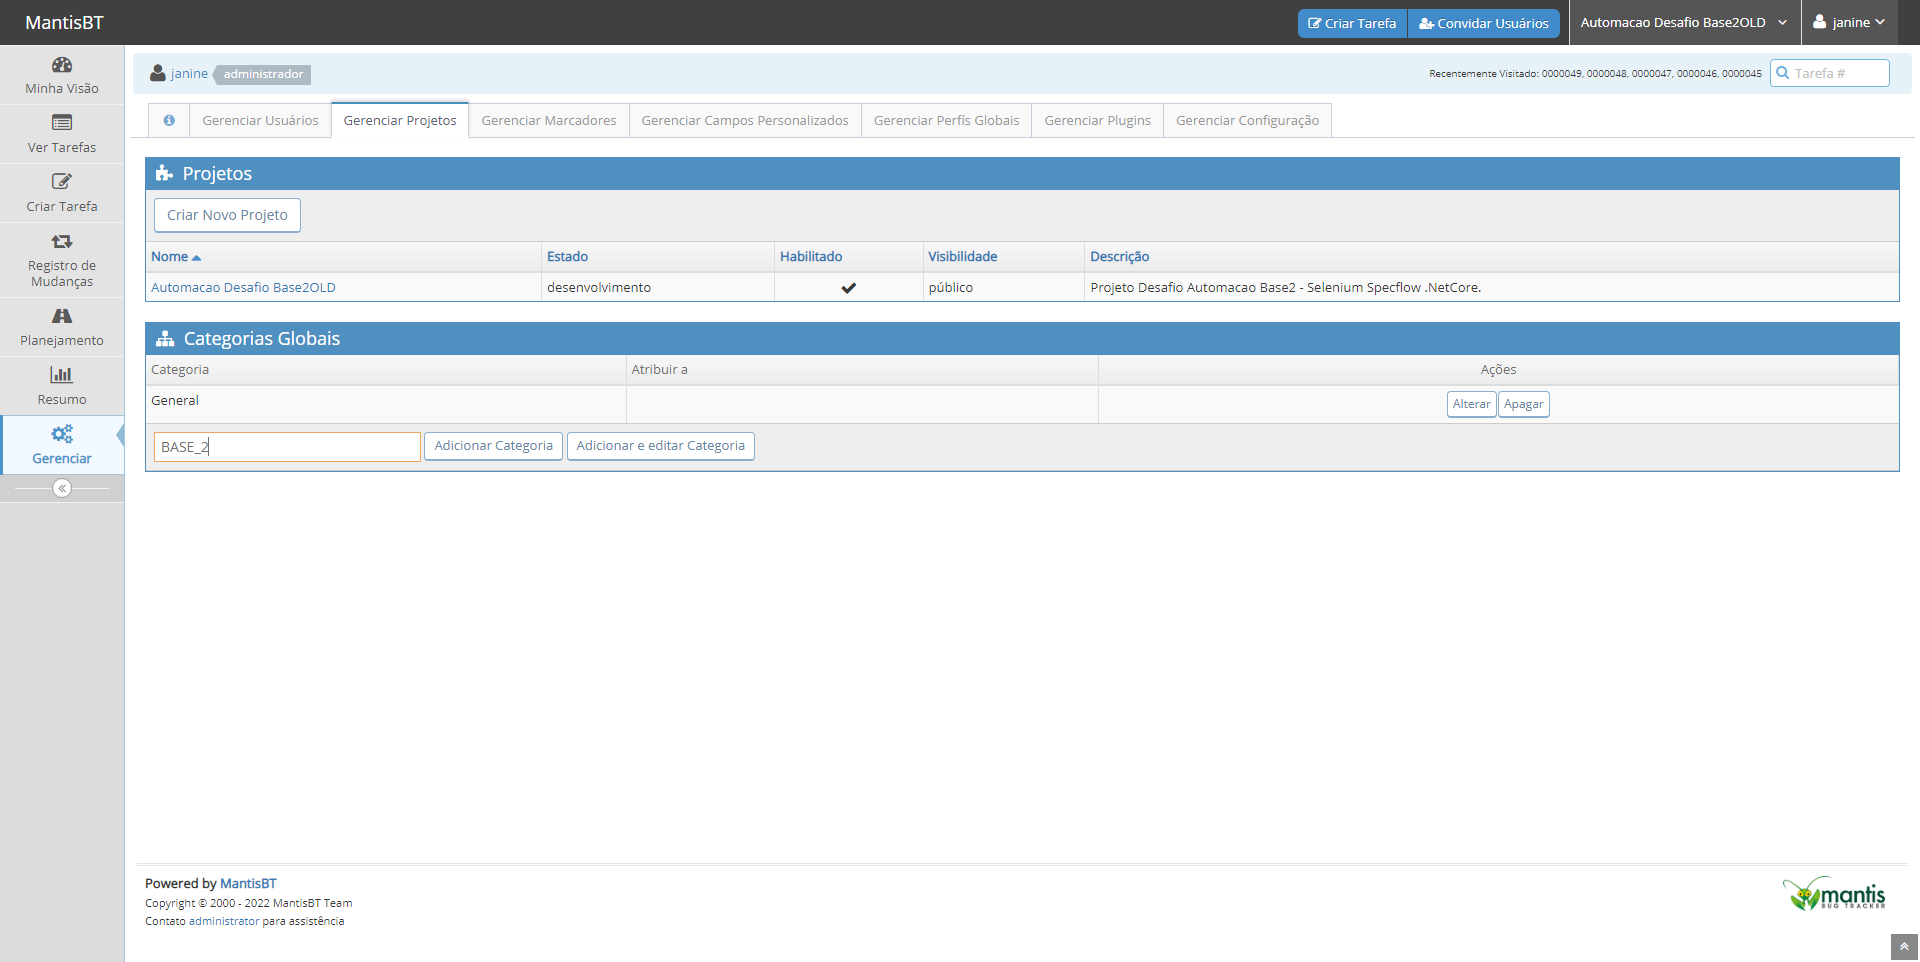 MantisBT
Criar Tarefa
Convidar Usuários
Automacao Desafio Base2OLD
janine
Minha Visão
Ver Tarefas
Criar Tarefa
Registro de
Mudanças
Planejamento
Resumo
Gerenciar
janine administrador
Recentemente Visitado: 0000049, 0000048, 0000047, 0000046, 0000045
Tarefa #
Gerenciar Usuários
Gerenciar Projetos
Gerenciar Marcadores
Gerenciar Campos Personalizados
Gerenciar Perfís Globais
Gerenciar Plugins
Gerenciar Configuração
Projetos
Criar Novo Projeto
Nome Estado Habilitado Visibilidade Descrição
Automacao Desafio Base2OLD desenvolvimento público Projeto Desafio Automacao Base2 - Selenium Specflow .NetCore.
Categorias Globais
Categoria Atribuir a Ações
General Alterar Apagar
BASE_2 Adicionar Categoria Adicionar e editar Categoria
Powered by MantisBT
Copyright © 2000 - 2022 MantisBT Team
Contato administrator para assistência
mantis
BUG TRACKER